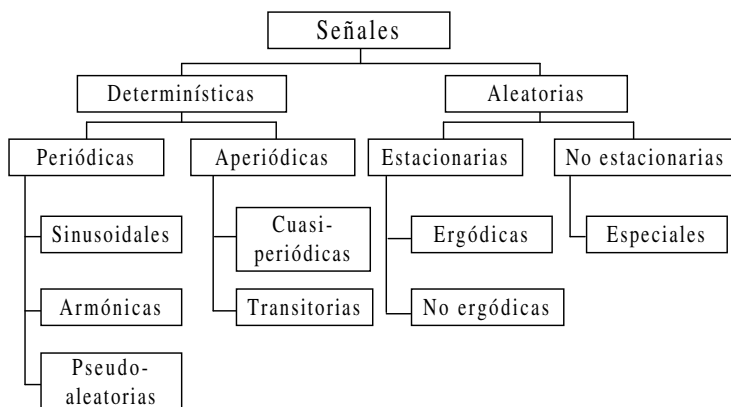 Señales
Determinísticas
Aleatorias
Periódicas
Aperiódicas
Estacionarias
No estacionarias
Sinusoidales
Cuasi-
periódicas
Ergódicas
Especiales
Armónicas
Transitorias
No ergódicas
Pseudo-
aleatorias